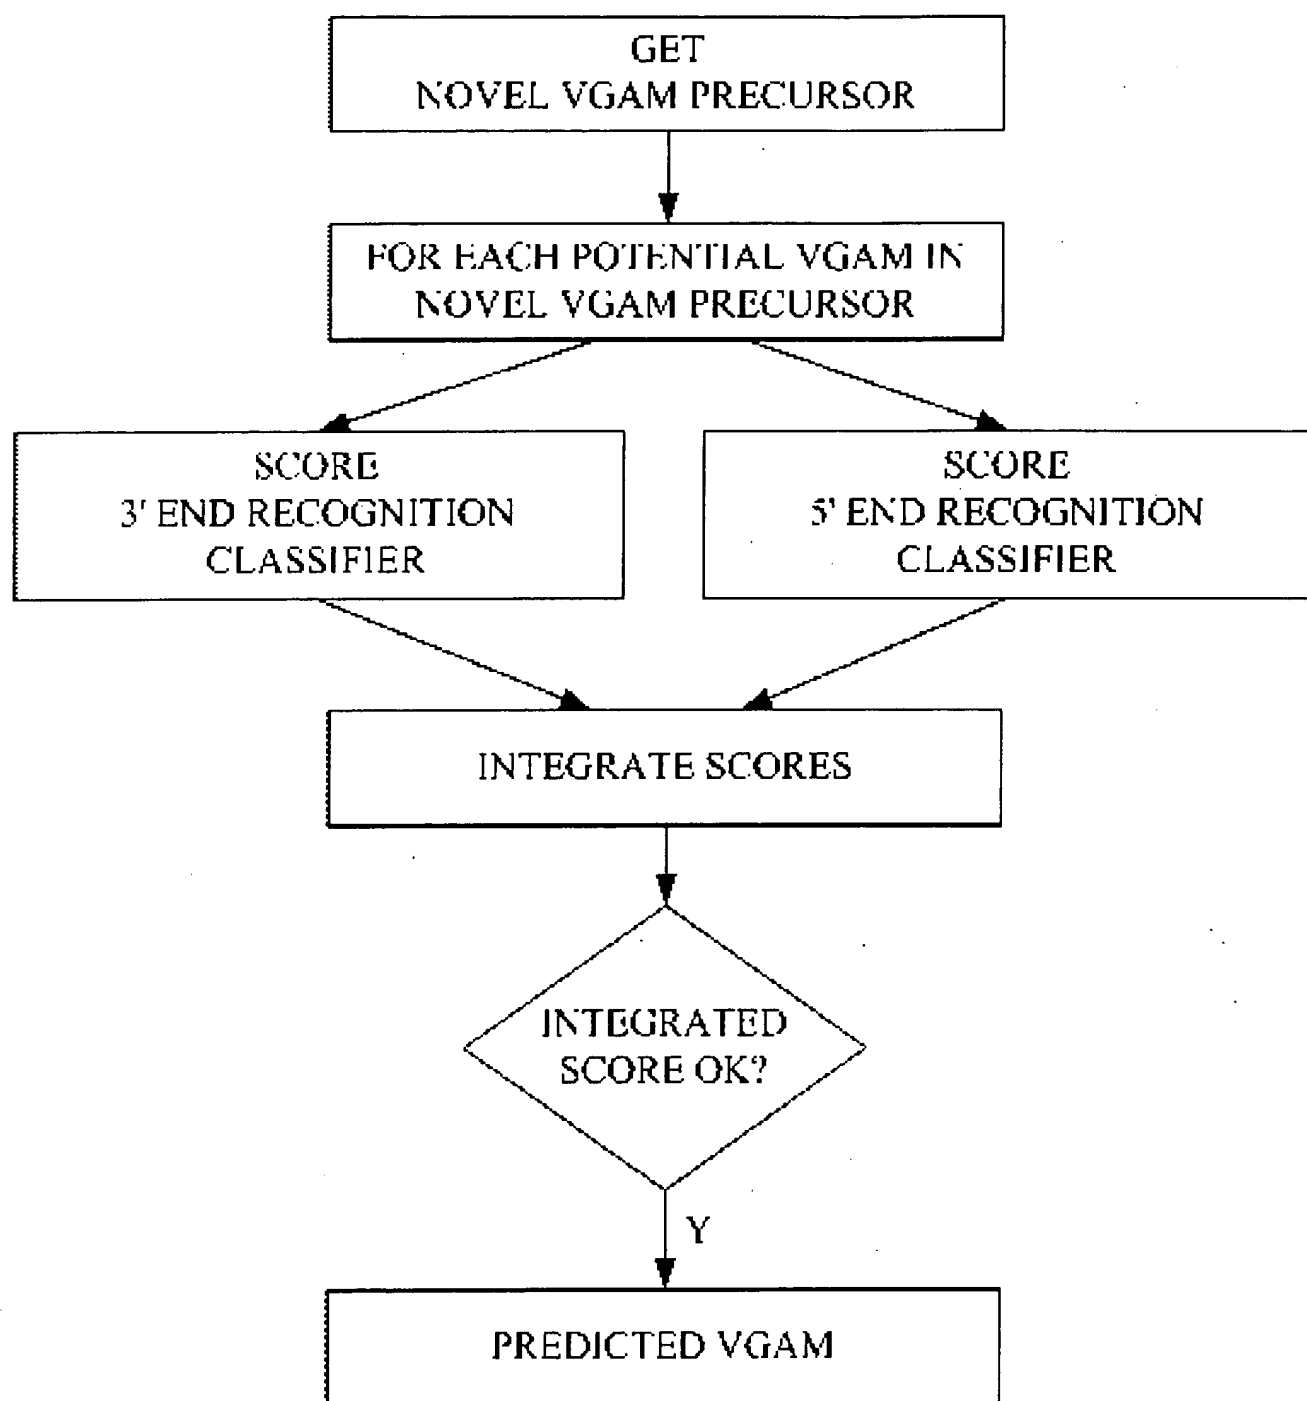 GET
NOVEL VGAM PRECURSOR
FOR EACH POTENTIAL VGAM IN
NOVEL VGAM PRECURSOR
SCORE
3' END RECOGNITION
CLASSIFIER
SCORE
5' END RECOGNITION
CLASSIFIER
INTEGRATE SCORES
INTEGRATED
SCORE OK?
Y
PREDICTED VGAM